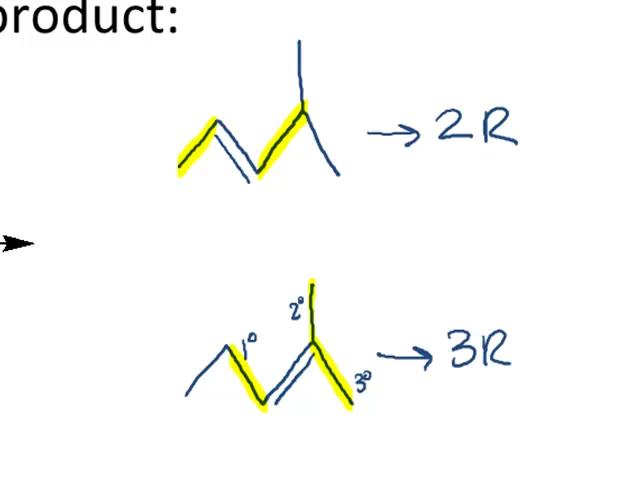 product:
→ 2R
2°
1°
→ 3R
3°